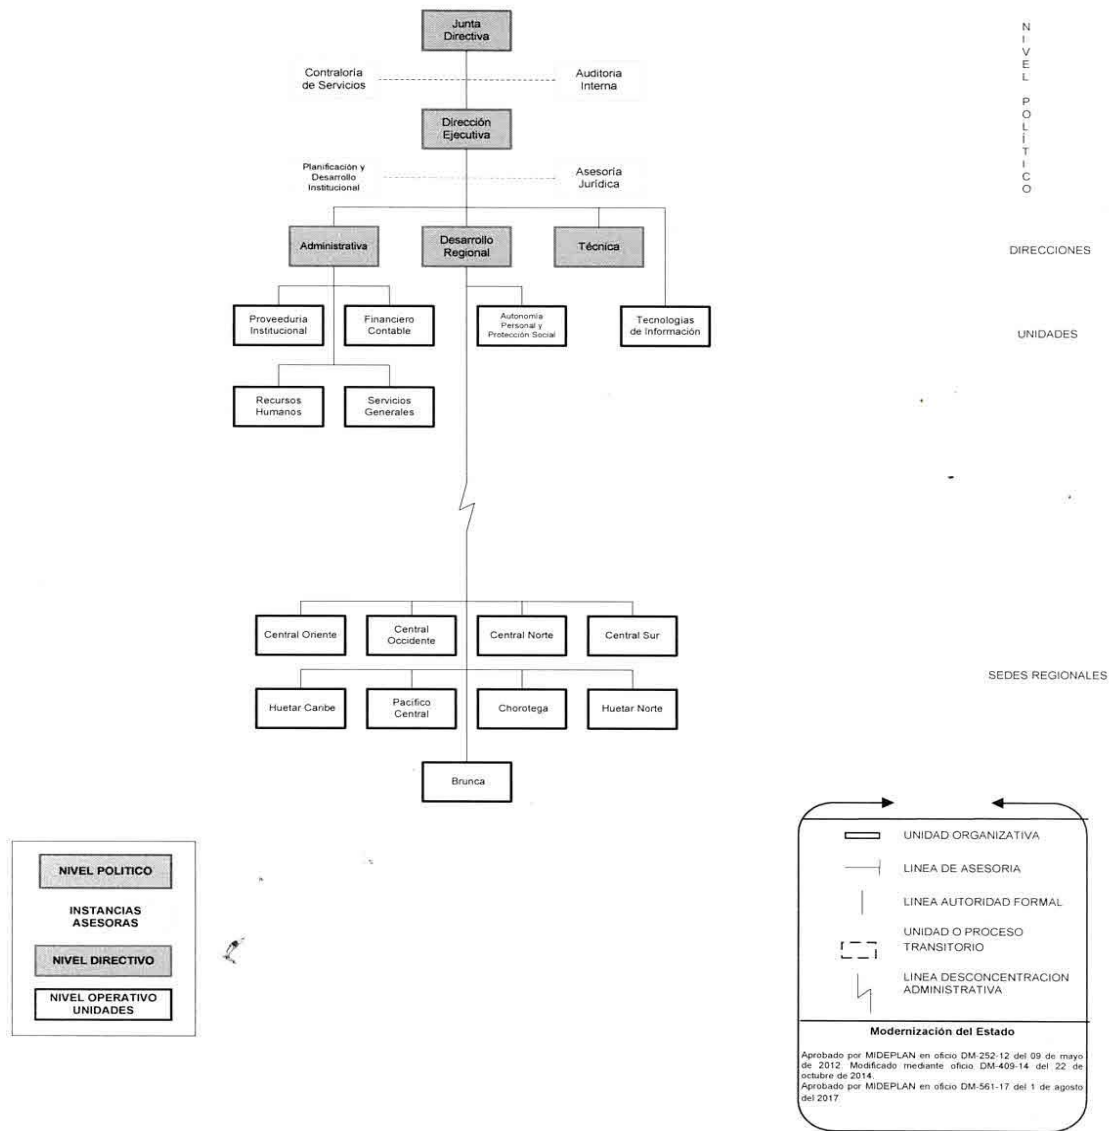 Junta
Directiva
Contraloría
de Servicios
Auditoria
Interna
Dirección
Ejecutiva
Planificación y
Desarrollo
Institucional
Asesoría
Jurídica
NIVEL POLÍTICO
Administrativa
Desarrollo
Regional
Técnica
DIRECCIONES
Proveeduria
Institucional
Financiero
Contable
Autonomía
Personal y
Protección Social
Tecnologías
de Información
UNIDADES
Recursos
Humanos
Servicios
Generales
Central Oriente
Central
Occidente
Central Norte
Central Sur
SEDES REGIONALES
Huetar Caribe
Pacifico
Central
Chorotega
Huetar Norte
Brunca
NIVEL POLITICO
INSTANCIAS
ASESORAS
NIVEL DIRECTIVO
NIVEL OPERATIVO
UNIDADES
UNIDAD ORGANIZATIVA
LINEA DE ASESORIA
LINEA AUTORIDAD FORMAL
UNIDAD O PROCESO
TRANSITORIO
LINEA DESCONCENTRACION
ADMINISTRATIVA
Modernización del Estado
Aprobado por MIDEPLAN en oficio DM-252-12 del 09 de mayo
de 2012. Modificado mediante oficio DM-409-14 del 22 de
octubre de 2014.
Aprobado por MIDEPLAN en oficio DM-561-17 del 1 de agosto
del 2017